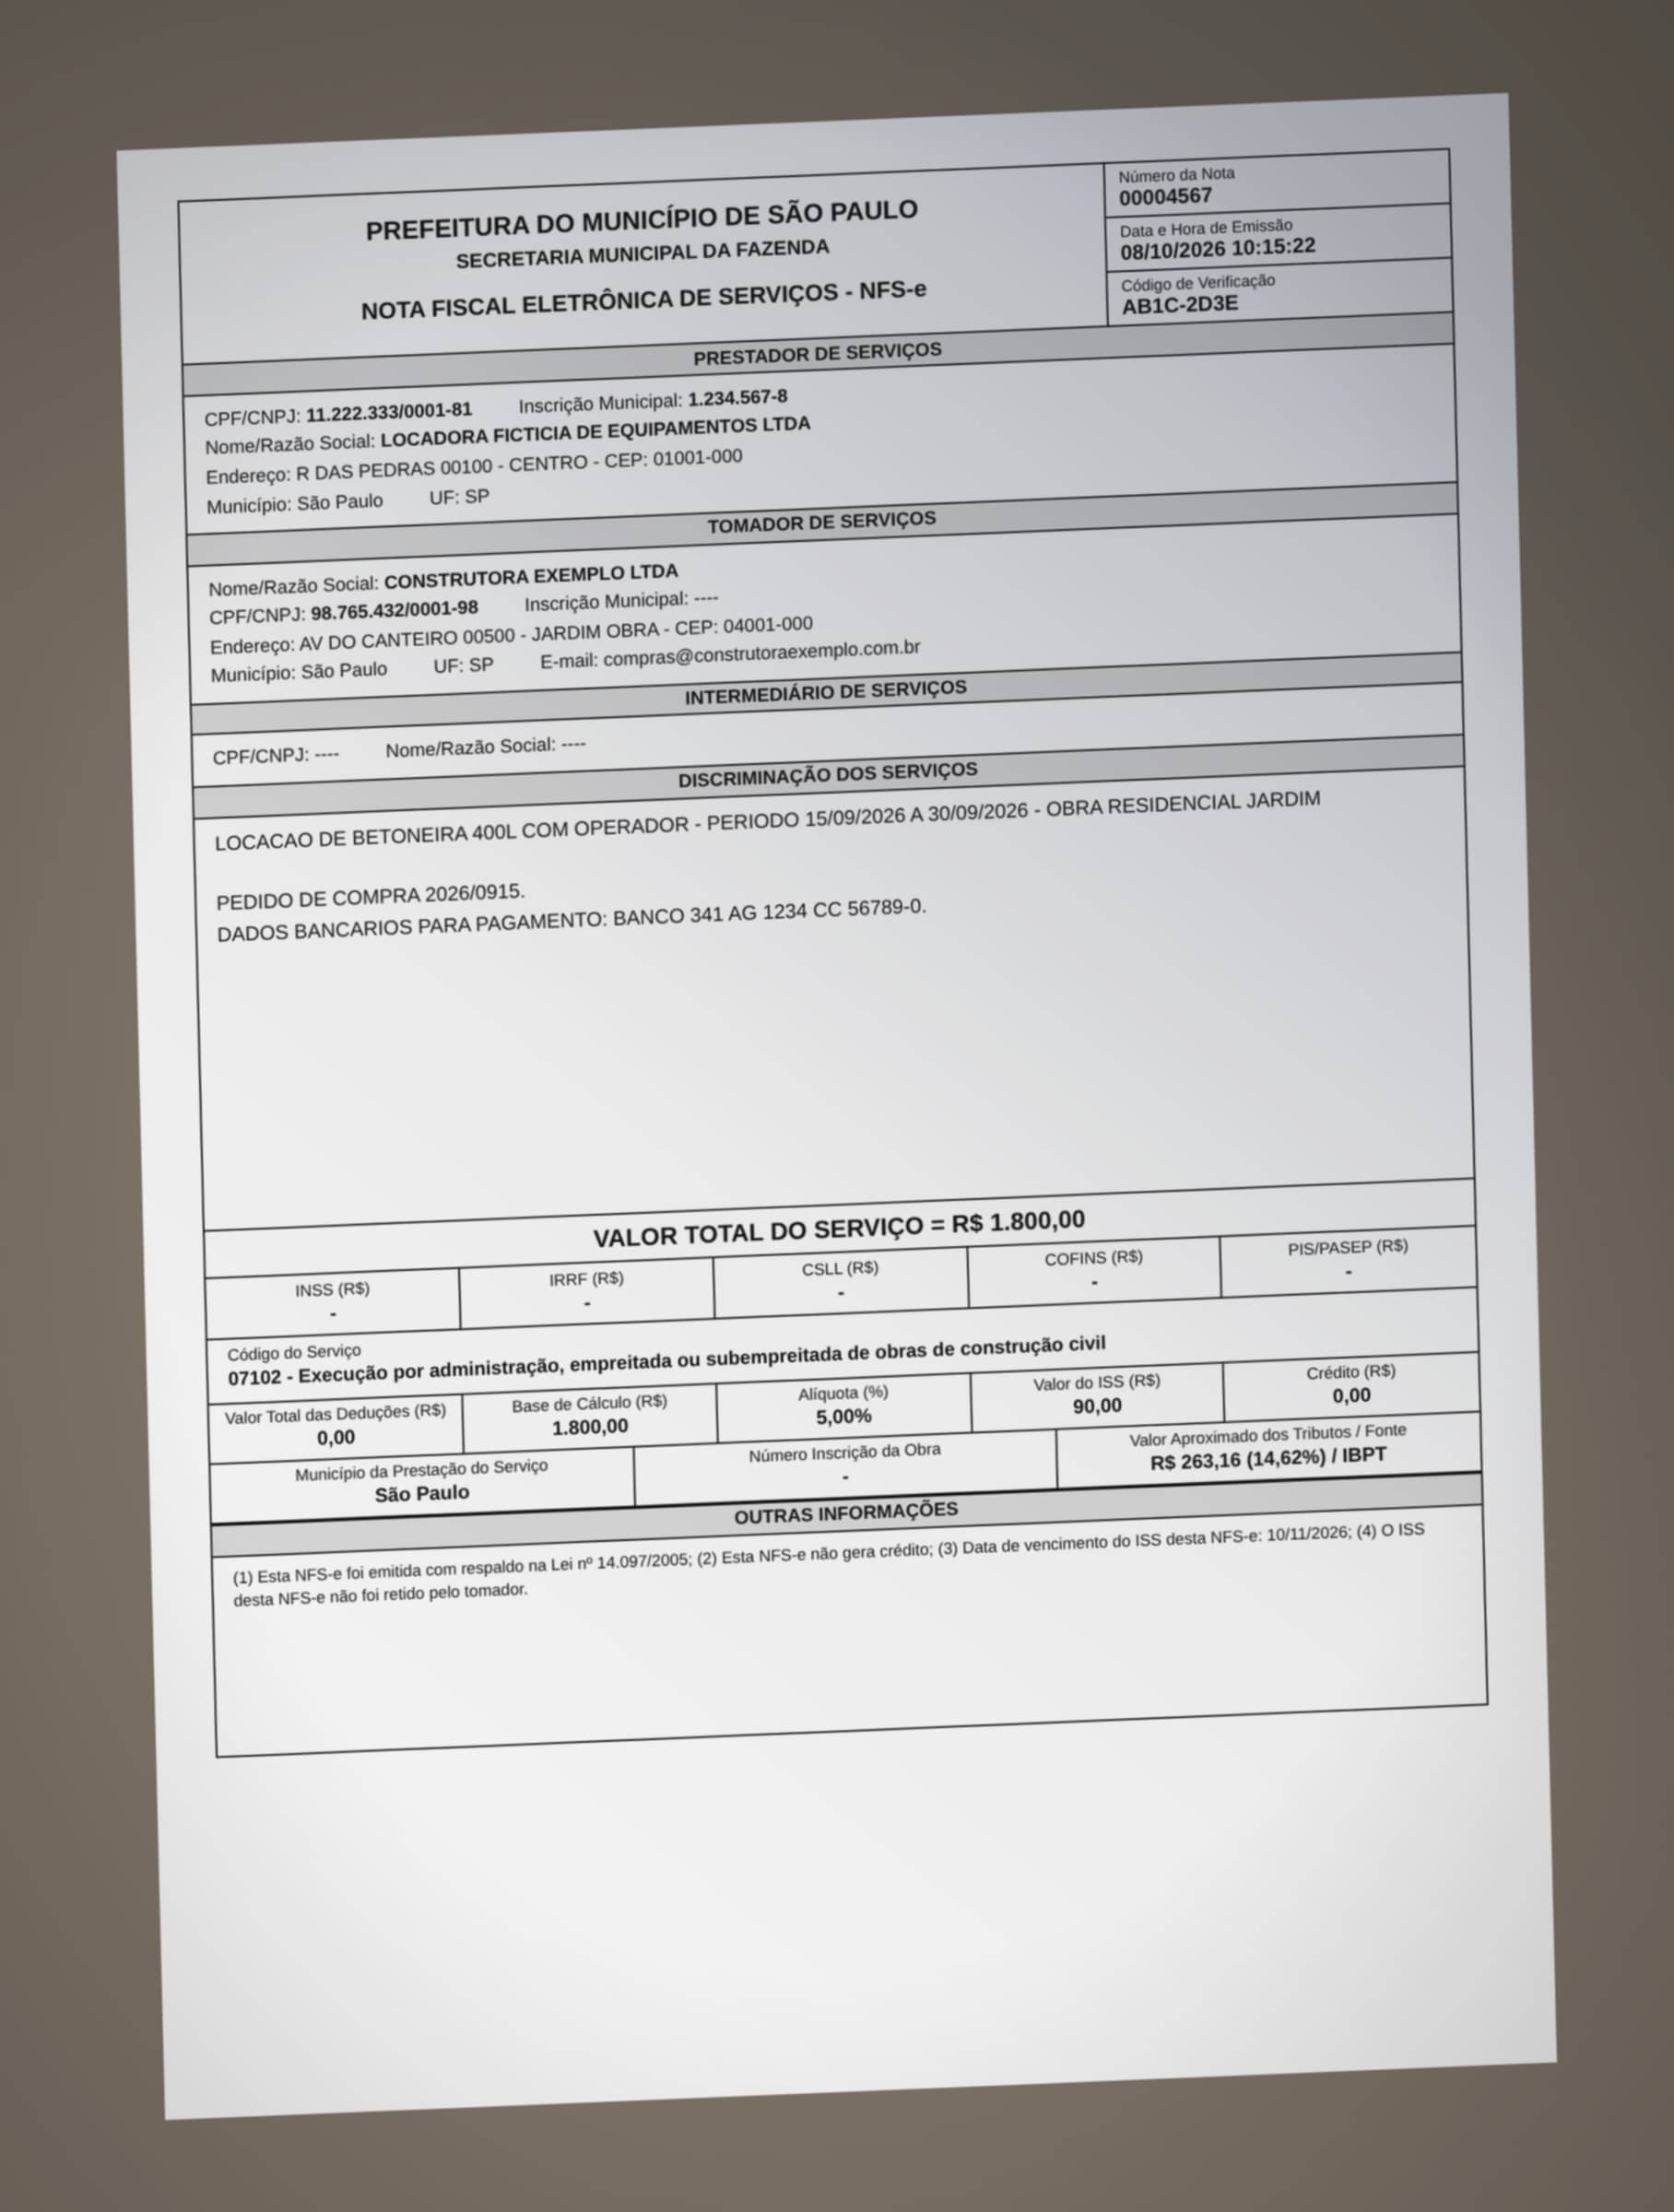 PREFEITURA DO MUNICÍPIO DE SÃO PAULO
SECRETARIA MUNICIPAL DA FAZENDA
NOTA FISCAL ELETRÔNICA DE SERVIÇOS - NFS-e
Número da Nota
00004567
Data e Hora de Emissão
08/10/2026 10:15:22
Código de Verificação
AB1C-2D3E
PRESTADOR DE SERVIÇOS
CPF/CNPJ: 11.222.333/0001-81 Inscrição Municipal: 1.234.567-8
Nome/Razão Social: LOCADORA FICTICIA DE EQUIPAMENTOS LTDA
Endereço: R DAS PEDRAS 00100 - CENTRO - CEP: 01001-000
Município: São Paulo UF: SP
TOMADOR DE SERVIÇOS
Nome/Razão Social: CONSTRUTORA EXEMPLO LTDA
CPF/CNPJ: 98.765.432/0001-98 Inscrição Municipal: ----
Endereço: AV DO CANTEIRO 00500 - JARDIM OBRA - CEP: 04001-000
Município: São Paulo UF: SP E-mail: compras@construtoraexemplo.com.br
INTERMEDIÁRIO DE SERVIÇOS
CPF/CNPJ: ---- Nome/Razão Social: ----
DISCRIMINAÇÃO DOS SERVIÇOS
LOCACAO DE BETONEIRA 400L COM OPERADOR - PERIODO 15/09/2026 A 30/09/2026 - OBRA RESIDENCIAL JARDIM
PEDIDO DE COMPRA 2026/0915.
DADOS BANCARIOS PARA PAGAMENTO: BANCO 341 AG 1234 CC 56789-0.
VALOR TOTAL DO SERVIÇO = R$ 1.800,00
INSS (R$) IRRF (R$) CSLL (R$) COFINS (R$) PIS/PASEP (R$)
- - - - -
Código do Serviço
07102 - Execução por administração, empreitada ou subempreitada de obras de construção civil
Valor Total das Deduções (R$) Base de Cálculo (R$) Alíquota (%) Valor do ISS (R$) Crédito (R$)
0,00 1.800,00 5,00% 90,00 0,00
Município da Prestação do Serviço Número Inscrição da Obra Valor Aproximado dos Tributos / Fonte
São Paulo - R$ 263,16 (14,62%) / IBPT
OUTRAS INFORMAÇÕES
(1) Esta NFS-e foi emitida com respaldo na Lei nº 14.097/2005; (2) Esta NFS-e não gera crédito; (3) Data de vencimento do ISS desta NFS-e: 10/11/2026; (4) O ISS
desta NFS-e não foi retido pelo tomador.